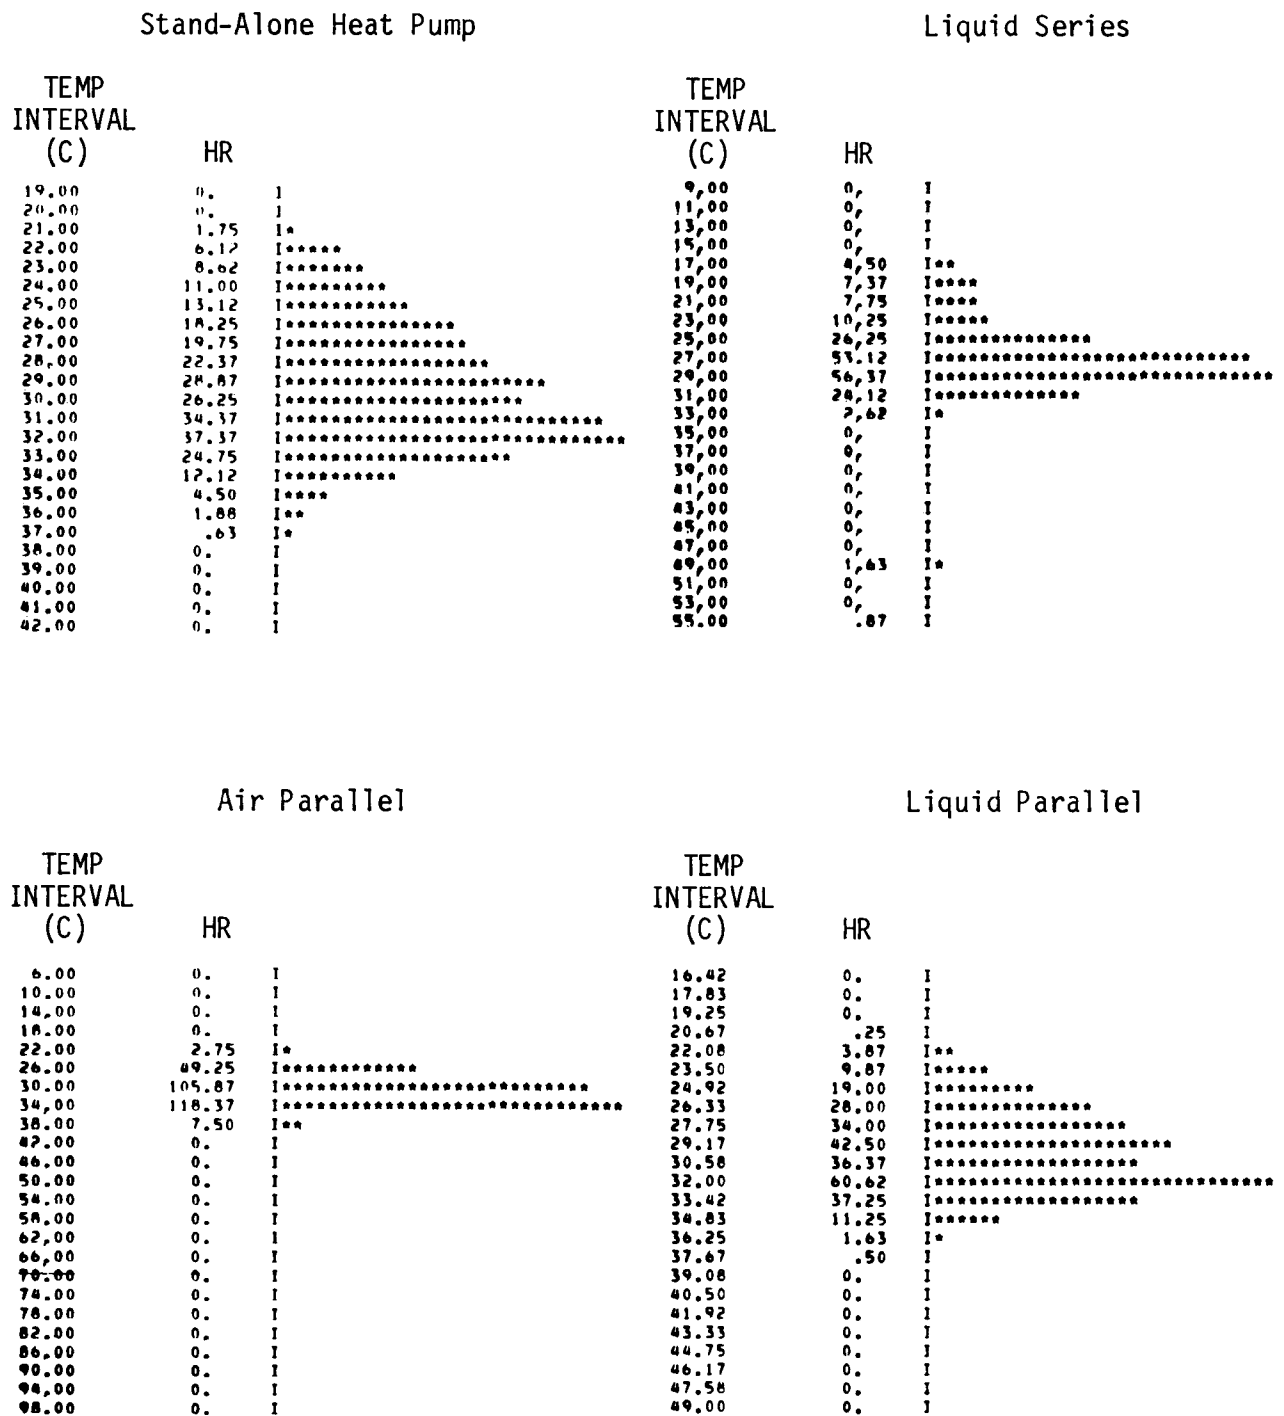 Stand-Alone Heat Pump
TEMP
INTERVAL
(C) HR
19.00 0. I
20.00 0. I
21.00 1.75 I*
22.00 6.12 I*****
23.00 8.62 I*******
24.00 11.00 I*********
25.00 13.12 I***********
26.00 18.25 I***************
27.00 19.75 I****************
28.00 22.37 I******************
29.00 28.87 I***********************
30.00 26.25 I*********************
31.00 34.37 I****************************
32.00 37.37 I******************************
33.00 24.75 I********************
34.00 12.12 I**********
35.00 4.50 I****
36.00 1.88 I**
37.00 .63 I*
38.00 0. I
39.00 0. I
40.00 0. I
41.00 0. I
42.00 0. I
Liquid Series
TEMP
INTERVAL
(C) HR
9,00 0, I
11,00 0, I
13,00 0, I
15,00 0, I
17,00 4,50 I**
19,00 7,37 I****
21,00 7,75 I****
23,00 10,25 I*****
25,00 26,25 I**************
27,00 53.12 I****************************
29,00 56,37 I******************************
31,00 24,12 I*************
33,00 2,62 I*
35,00 0, I
37,00 0, I
39,00 0, I
41,00 0, I
43,00 0, I
45,00 0, I
47,00 0, I
49,00 1,63 I*
51,00 0, I
53,00 0, I
55.00 .87 I
Air Parallel
TEMP
INTERVAL
(C) HR
6.00 0. I
10.00 0. I
14.00 0. I
18.00 0. I
22.00 2.75 I*
26.00 49.25 I************
30.00 105.87 I***************************
34,00 118.37 I******************************
38.00 7.50 I**
42.00 0. I
46.00 0. I
50.00 0. I
54.00 0. I
58.00 0. I
62,00 0. I
66,00 0. I
70.00 0. I
74.00 0. I
78.00 0. I
82.00 0. I
86.00 0. I
90.00 0. I
94,00 0. I
98.00 0. I
Liquid Parallel
TEMP
INTERVAL
(C) HR
16.42 0. I
17.83 0. I
19.25 0. I
20.67 .25 I
22.08 3.87 I**
23.50 9.87 I*****
24.92 19.00 I*********
26.33 28.00 I**************
27.75 34.00 I*****************
29.17 42.50 I*********************
30.58 36.37 I******************
32.00 60.62 I******************************
33.42 37.25 I******************
34.83 11.25 I******
36.25 1.63 I*
37.67 .50 I
39.08 0. I
40.50 0. I
41.92 0. I
43.33 0. I
44.75 0. I
46.17 0. I
47.58 0. I
49.00 0. I